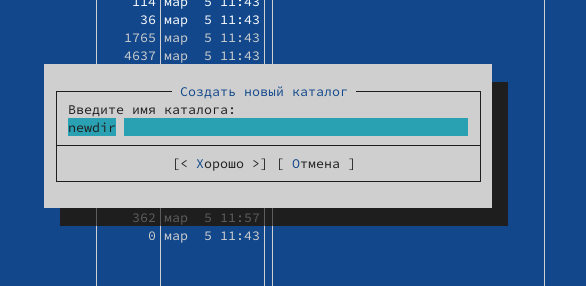 114 мар 5 11:43
36 мар 5 11:43
1765 мар 5 11:43
4637 мар 5 11:43
Создать новый каталог
Введите имя каталога:
newdir
[< Хорошо >] [ Отмена ]
362 мар 5 11:57
0 мар 5 11:43